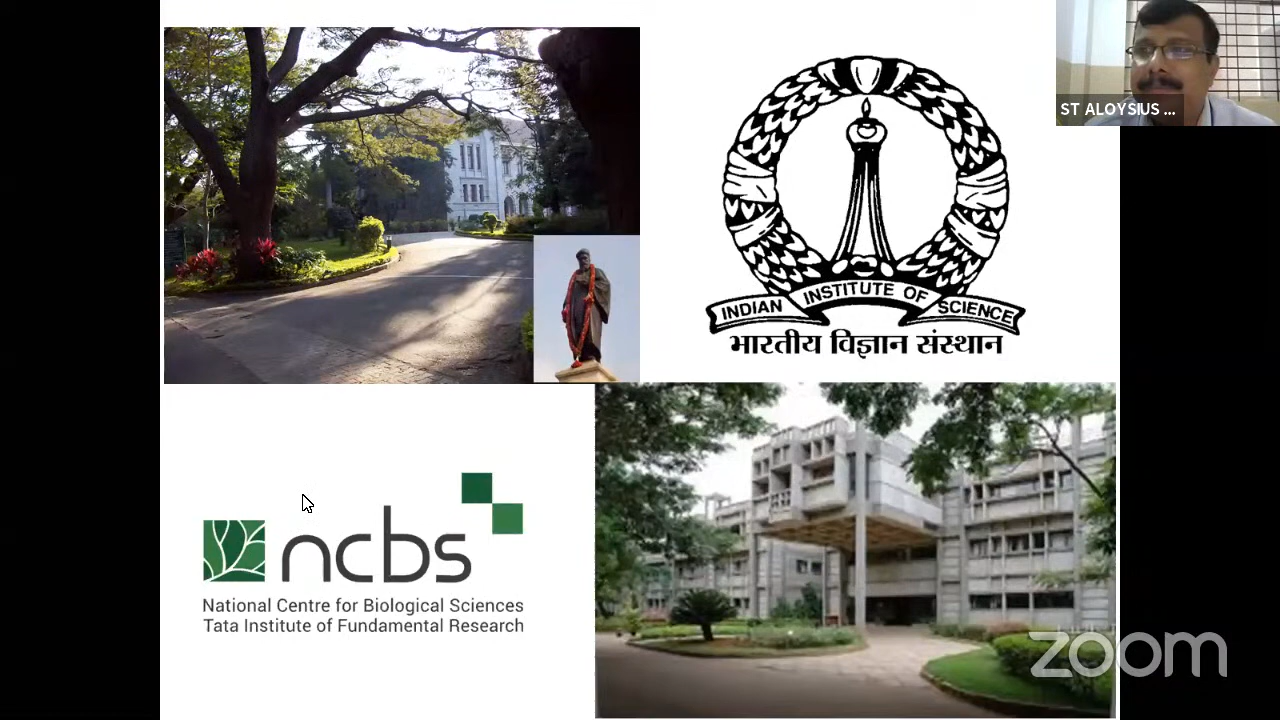 ST ALOYSIUS ...
INDIAN INSTITUTE OF SCIENCE
भारतीय विज्ञान संस्थान
ncbs
National Centre for Biological Sciences
Tata Institute of Fundamental Research
zoom